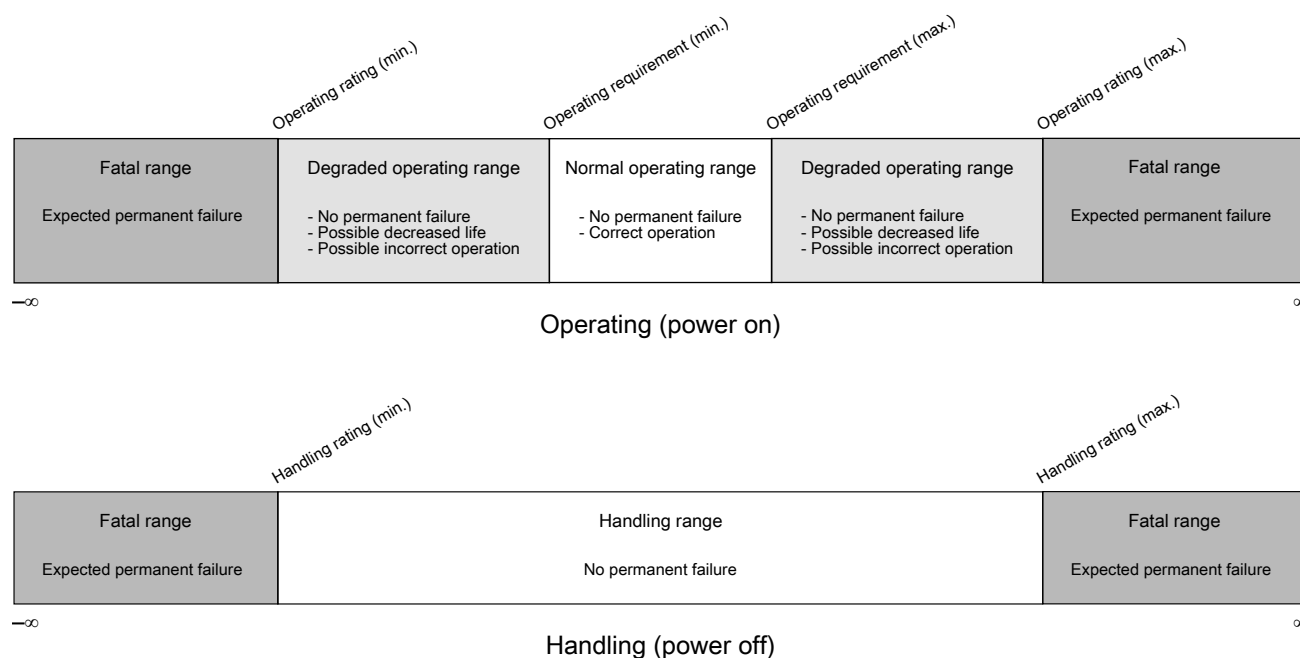 Operating rating (min.)
Operating requirement (min.)
Operating requirement (max.)
Operating rating (max.)
Fatal range
Degraded operating range
Normal operating range
Degraded operating range
Fatal range
Expected permanent failure
- No permanent failure
- Possible decreased life
- Possible incorrect operation
- No permanent failure
- Correct operation
- No permanent failure
- Possible decreased life
- Possible incorrect operation
Expected permanent failure
–∞
∞
Operating (power on)
Handling rating (min.)
Handling rating (max.)
Fatal range
Handling range
Fatal range
Expected permanent failure
No permanent failure
Expected permanent failure
–∞
∞
Handling (power off)